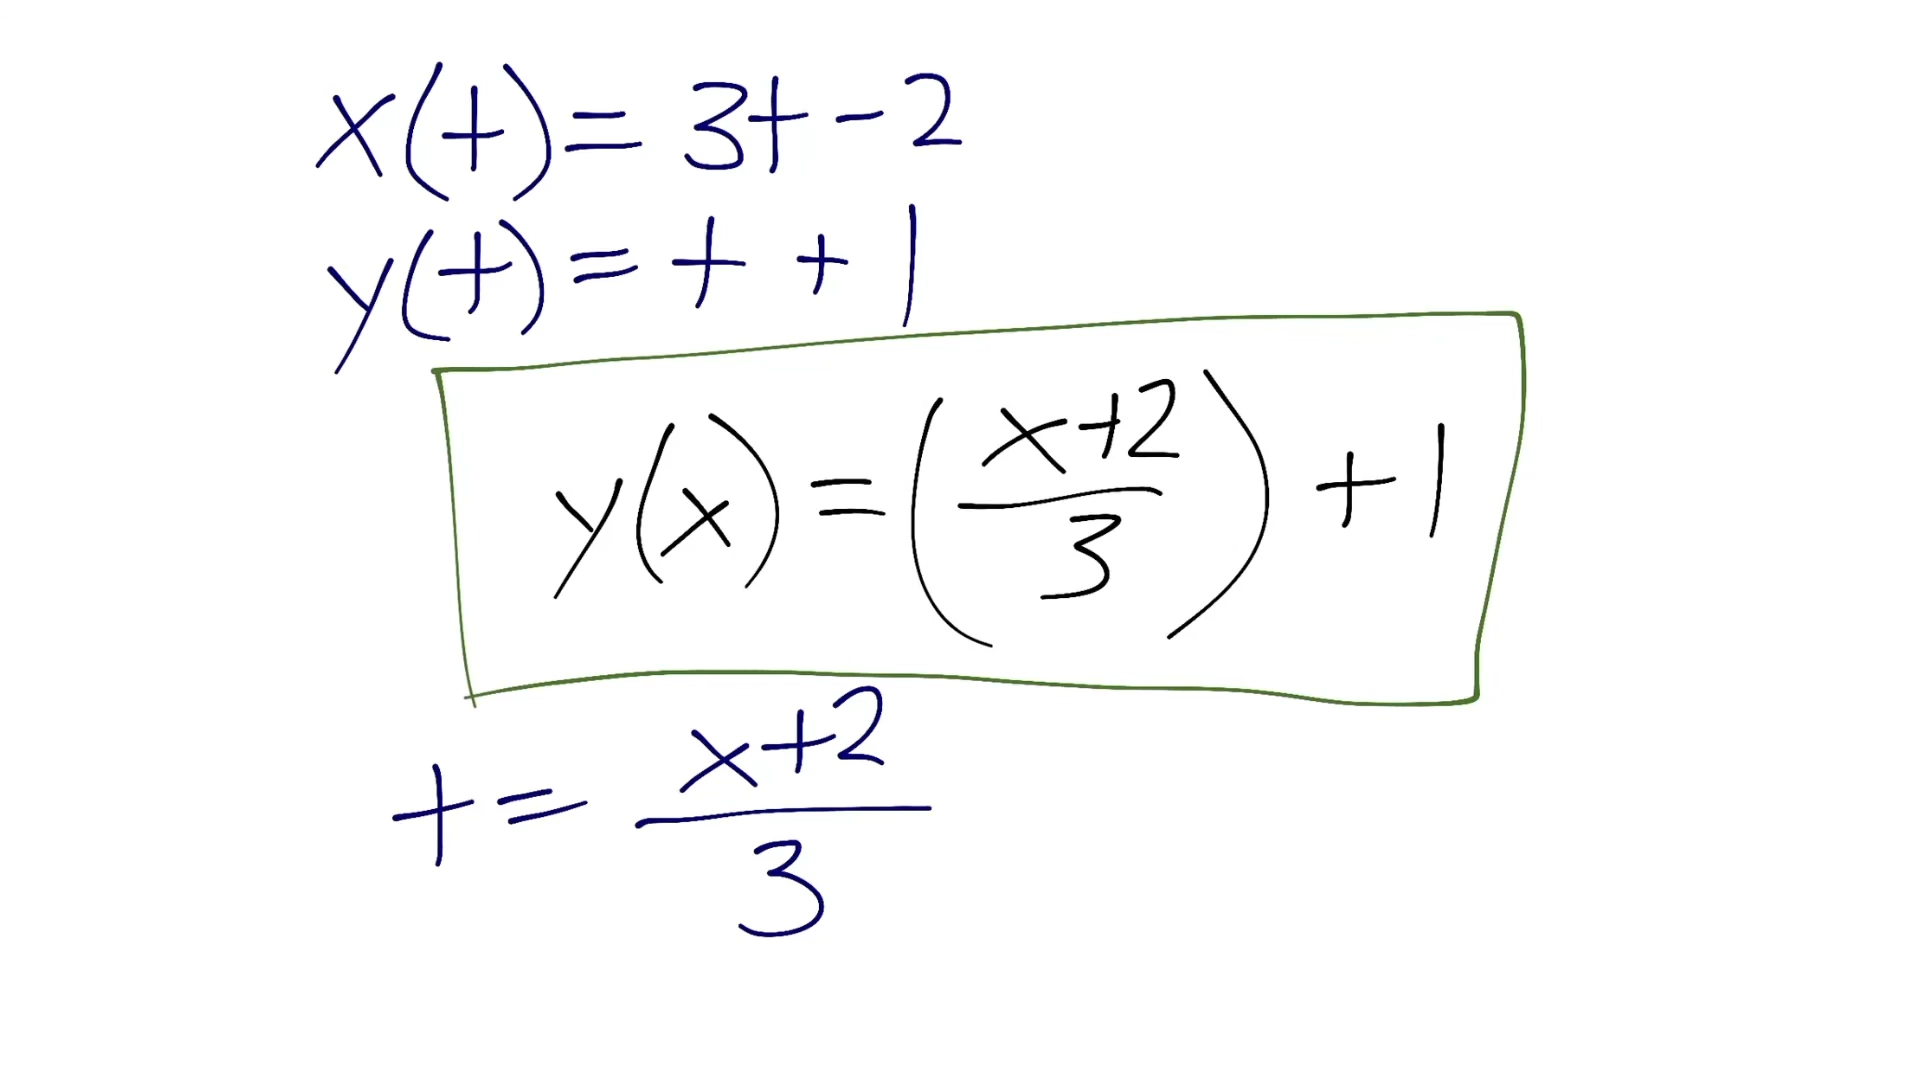 x(t) = 3t - 2
y(t) = t + 1
y(x) = ((x+2)/3) + 1
t = (x+2)/3